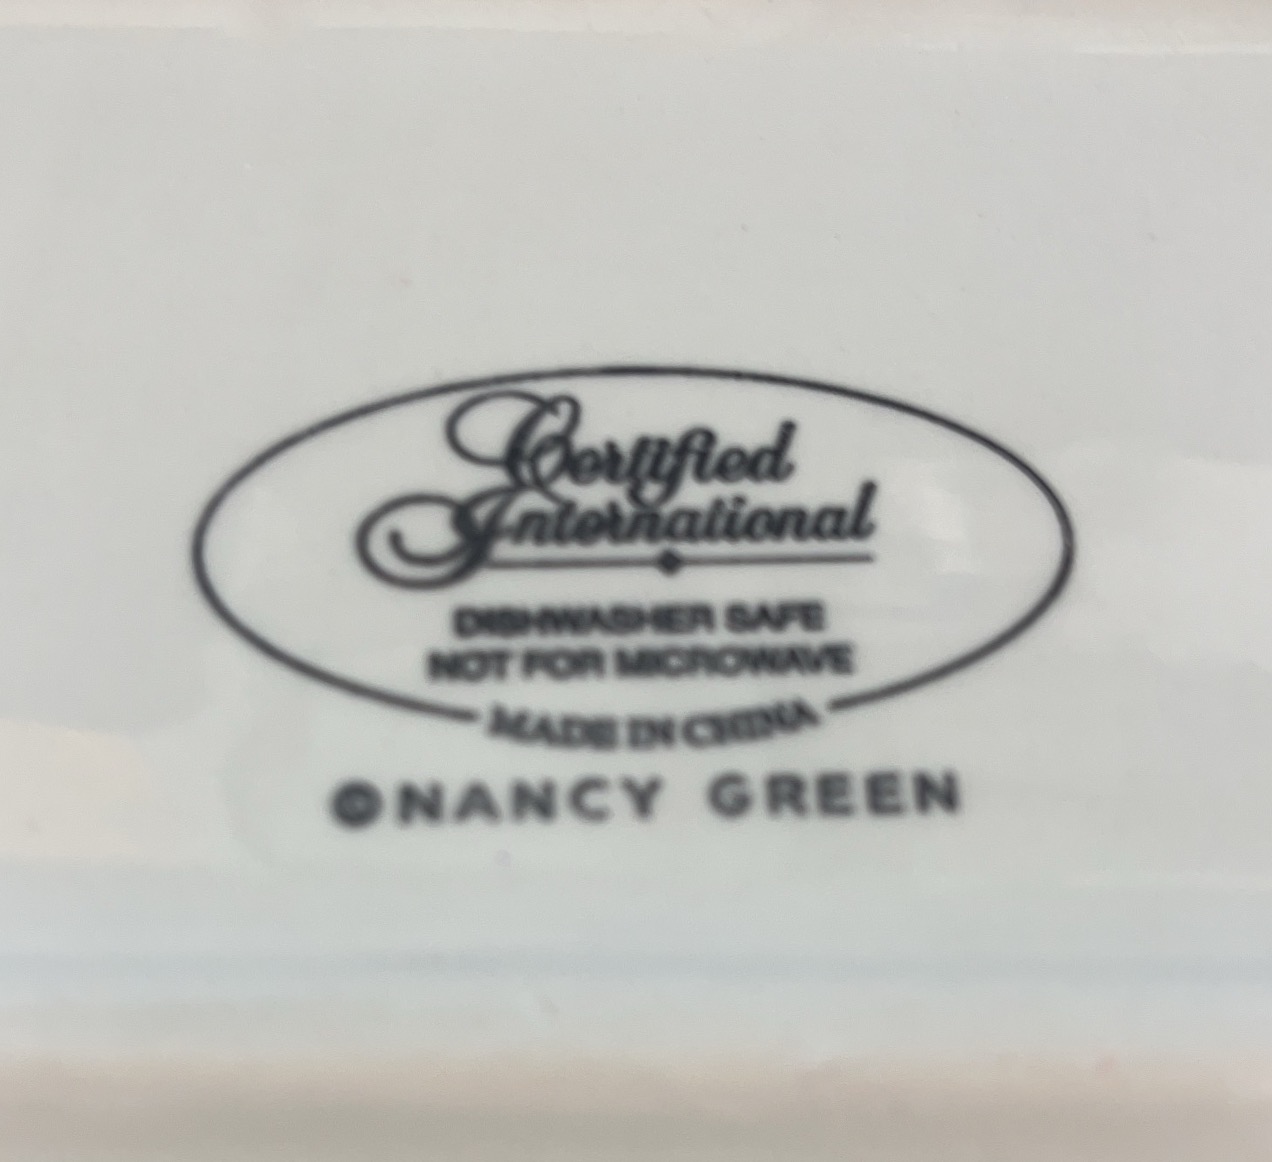 Certified
International
DISHWASHER SAFE
NOT FOR MICROWAVE
MADE IN CHINA
©NANCY GREEN